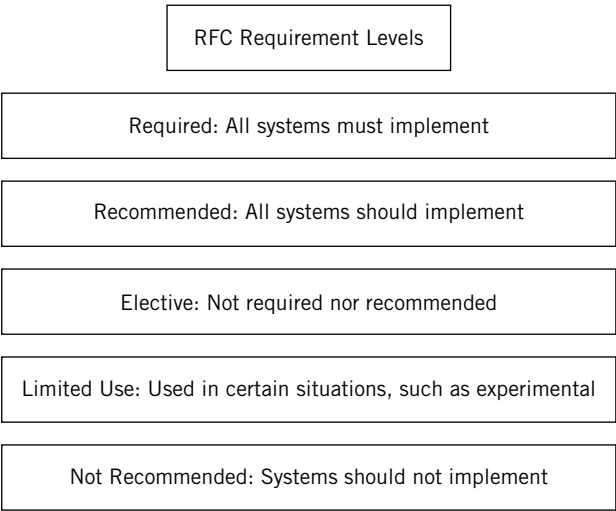 RFC Requirement Levels
Required: All systems must implement
Recommended: All systems should implement
Elective: Not required nor recommended
Limited Use: Used in certain situations, such as experimental
Not Recommended: Systems should not implement